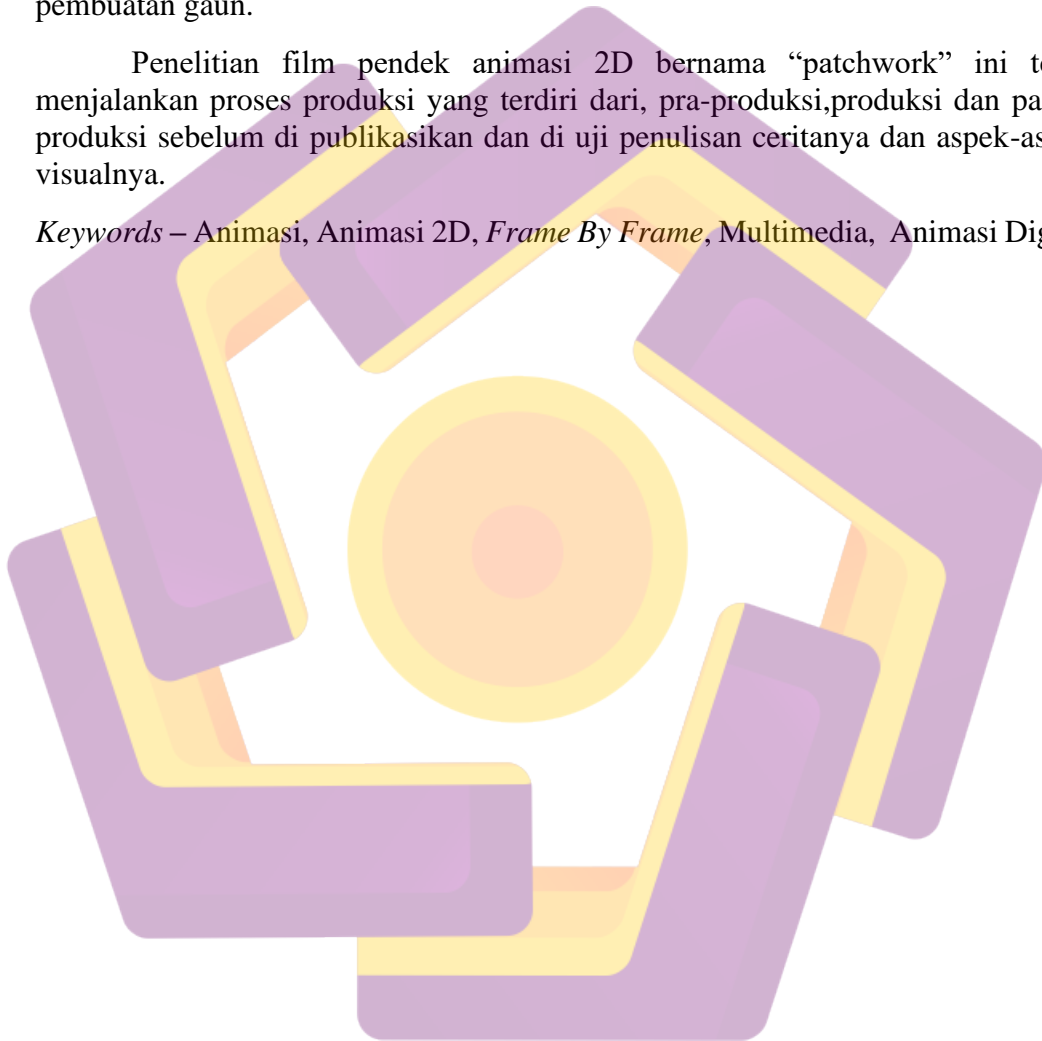 pembuatan gaun.
Penelitian film pendek animasi 2D bernama “patchwork” ini
menjalankan proses produksi yang terdiri dari, pra-produksi,produksi dan
produksi sebelum di publikasikan dan di uji penulisan ceritanya dan
visualnya.
Keywords – Animasi, Animasi 2D, Frame By Frame, Multimedia, Animasi